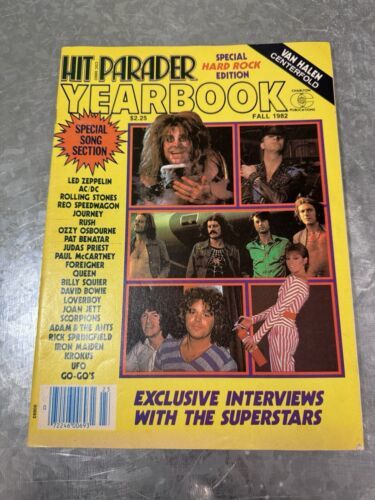 HIT PARADER
SPECIAL
HARD ROCK
EDITION
VAN HALEN
CENTERFOLD
YEARBOOK
$2.25
FALL 1982
CHARLTON
PUBLICATIONS
SPECIAL
SONG
SECTION
LED ZEPPELIN
AC/DC
ROLLING STONES
REO SPEEDWAGON
JOURNEY
RUSH
OZZY OSBOURNE
PAT BENATAR
JUDAS PRIEST
PAUL McCARTNEY
FOREIGNER
QUEEN
BILLY SQUIER
DAVID BOWIE
LOVERBOY
JOAN JETT
SCORPIONS
ADAM & THE ANTS
RICK SPRINGFIELD
IRON MAIDEN
KROKUS
UFO
GO-GO'S
EXCLUSIVE INTERVIEWS
WITH THE SUPERSTARS